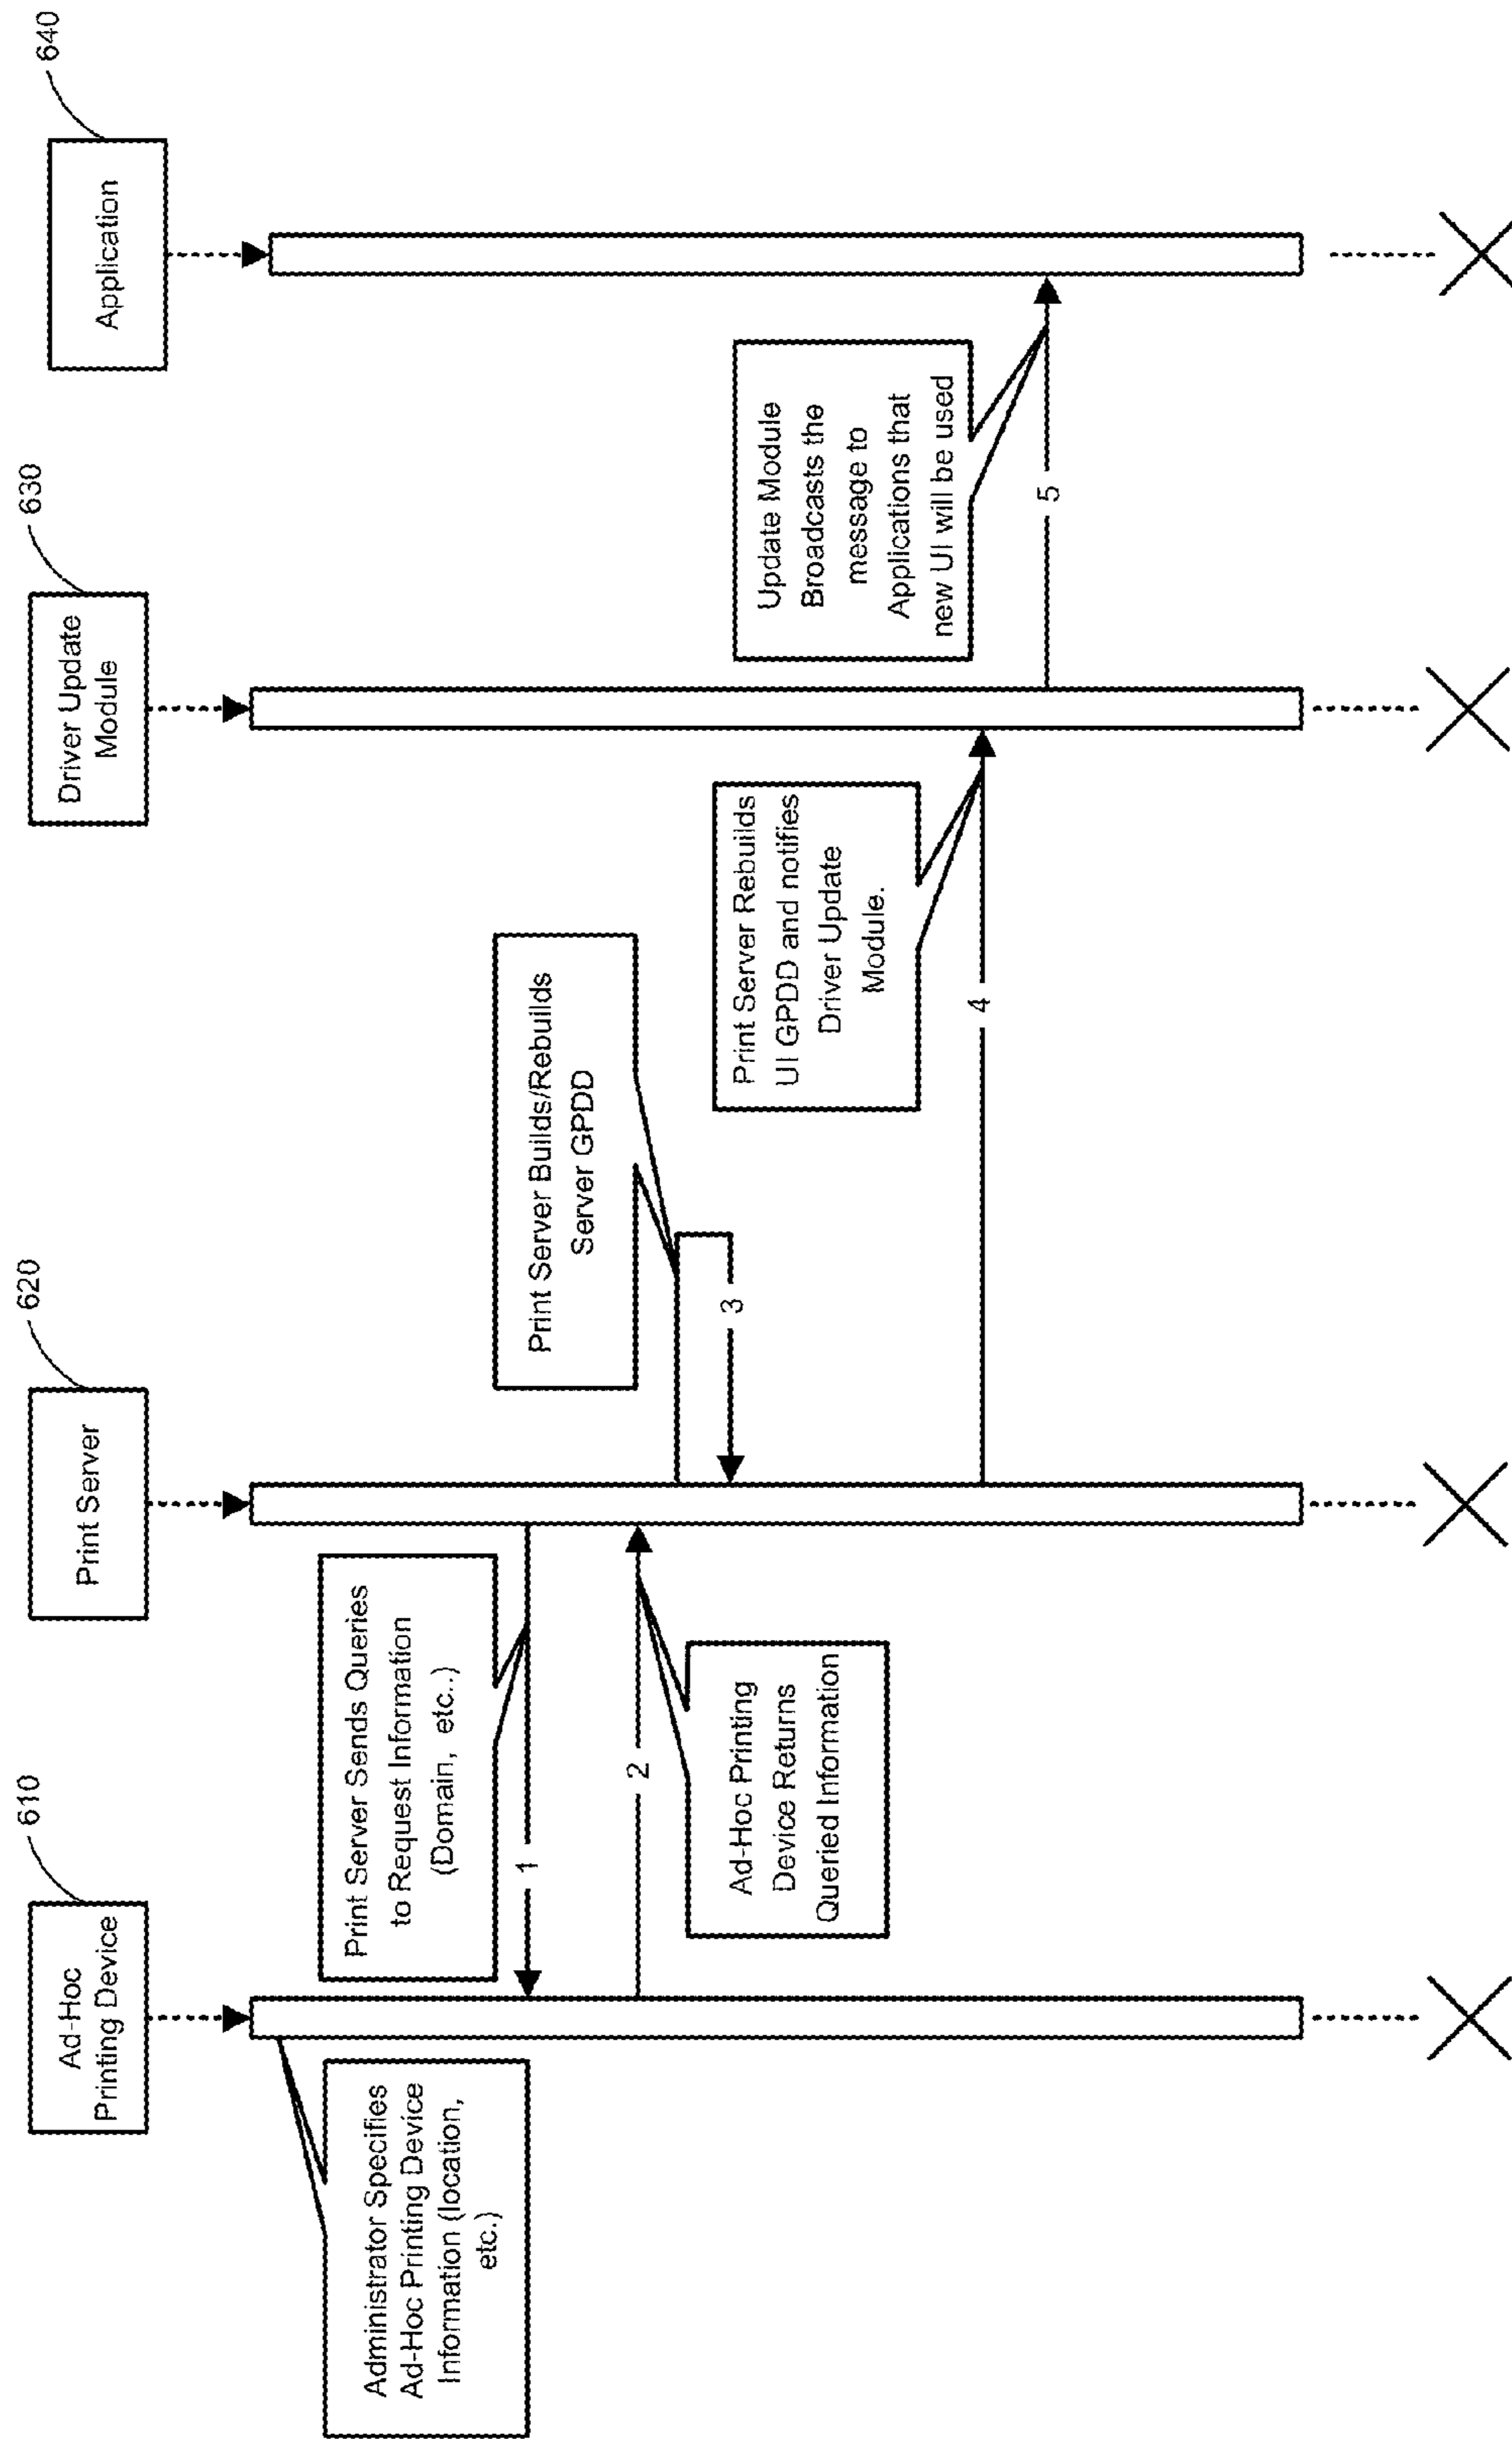 610
620
630
640
Ad-Hoc
Printing Device
Print Server
Driver Update
Module
Application
Administrator Specifies
Ad-Hoc Printing Device
Information (location,
etc.)
Print Server Sends Queries
to Request Information
(Domain, etc..)
1
2
Ad-Hoc Printing
Device Returns
Queried Information
Print Server Builds/Rebuilds
Server GPDD
3
Print Server Rebuilds
UI GPDD and notifies
Driver Update
Module.
4
Update Module
Broadcasts the
message to
Applications that
new UI will be used
5